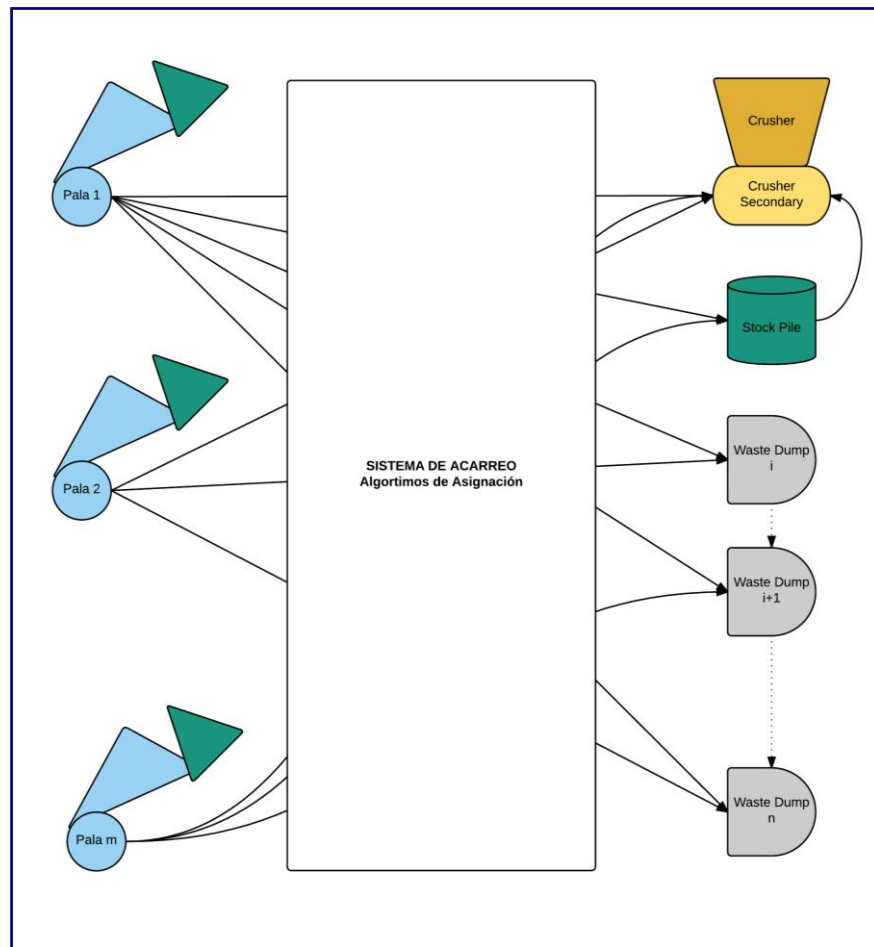 Pala 1
Pala 2
Pala m
SISTEMA DE ACARREO
Algortimos de Asignación
Crusher
Crusher
Secondary
Stock Pile
Waste Dump
i
Waste Dump
i+1
Waste Dump
n